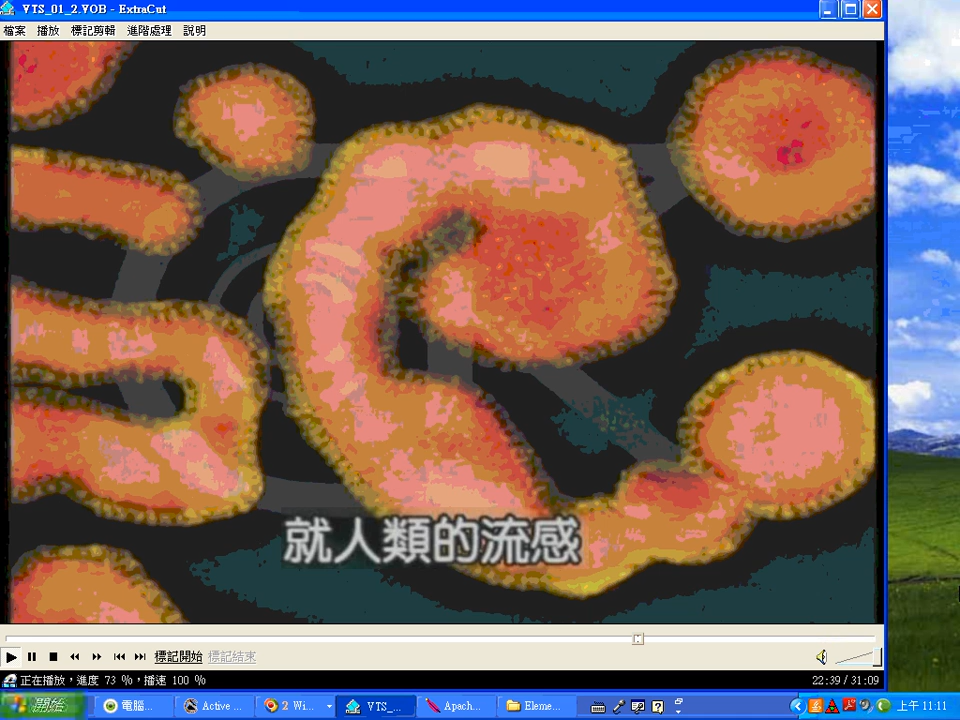 VTS_01_2.VOB - ExtraCut
檔案 播放 標記剪輯 進階處理 說明
就人類的流感
標記開始 標記結束
正在播放，進度 73 %，播速 100 %
22:39 / 31:09
開始 電腦... Active ... 2 Wi... VTS_... Apach... Eleme... 上午 11:11